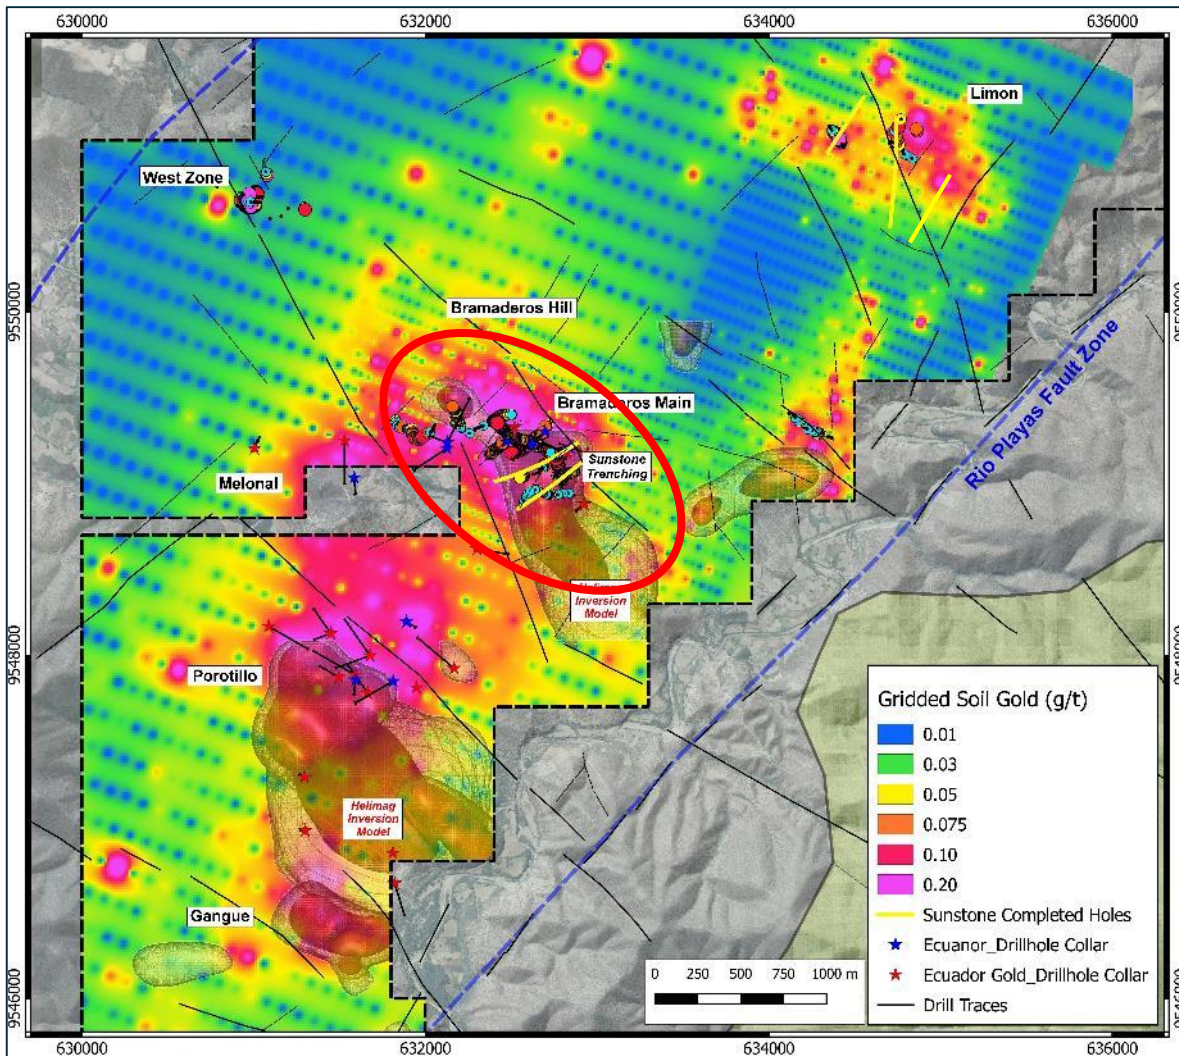 630000
632000
634000
636000
Limon
West Zone
9550000
9550000
Bramaderos Hill
Bramaderos Main
Sunstone
Trenching
Melonal
Rio Playas Fault Zone
Inversion
Model
9548000
9548000
Porotillo
Helimag
Inversion
Model
Gangue
Gridded Soil Gold (g/t)
0.01
0.03
0.05
0.075
0.10
0.20
Sunstone Completed Holes
Ecuanor_Drillhole Collar
Ecuador Gold_Drillhole Collar
Drill Traces
0 250 500 750 1000 m
9546000
9546000
630000
632000
634000
636000